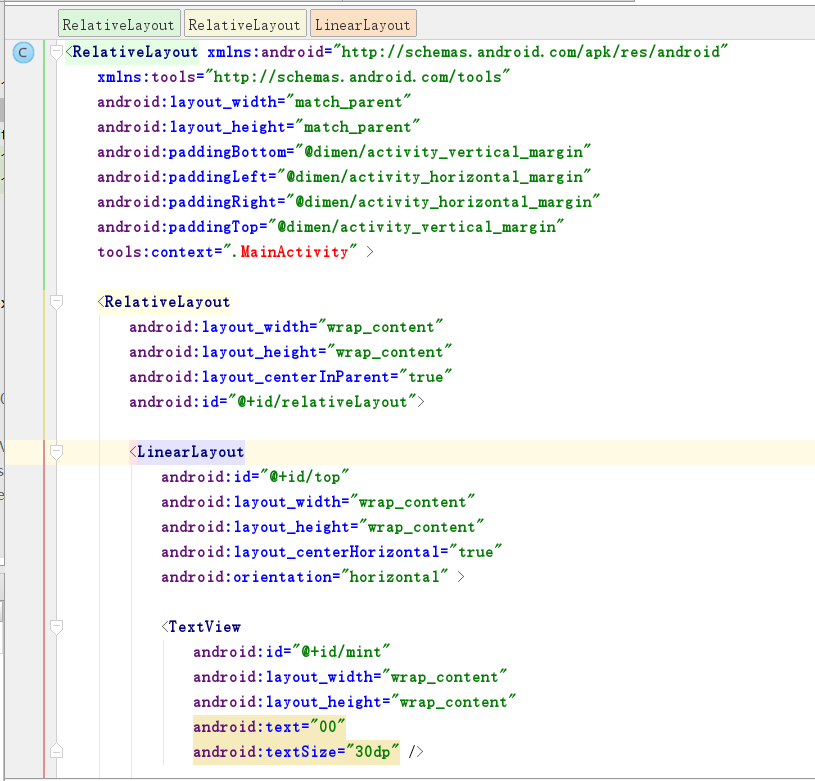 RelativeLayout RelativeLayout LinearLayout
C <RelativeLayout xmlns:android="http://schemas.android.com/apk/res/android"
xmlns:tools="http://schemas.android.com/tools"
android:layout_width="match_parent"
android:layout_height="match_parent"
android:paddingBottom="@dimen/activity_vertical_margin"
android:paddingLeft="@dimen/activity_horizontal_margin"
android:paddingRight="@dimen/activity_horizontal_margin"
android:paddingTop="@dimen/activity_vertical_margin"
tools:context=".MainActivity" >
<RelativeLayout
android:layout_width="wrap_content"
android:layout_height="wrap_content"
android:layout_centerInParent="true"
android:id="@+id/relativeLayout">
<LinearLayout
android:id="@+id/top"
android:layout_width="wrap_content"
android:layout_height="wrap_content"
android:layout_centerHorizontal="true"
android:orientation="horizontal" >
<TextView
android:id="@+id/mint"
android:layout_width="wrap_content"
android:layout_height="wrap_content"
android:text="00"
android:textSize="30dp" />